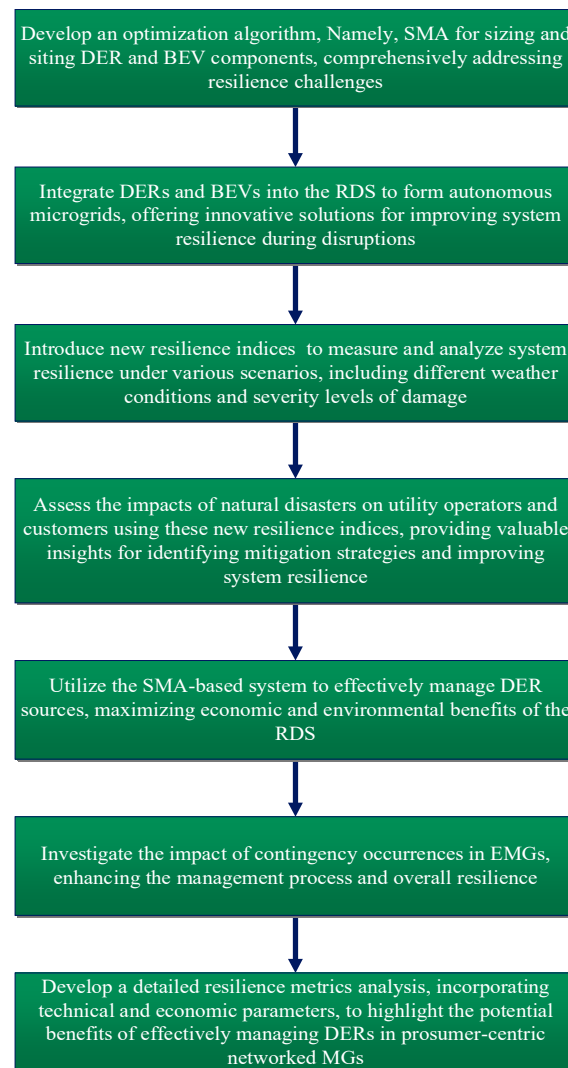 Develop an optimization algorithm, Namely, SMA for sizing and
siting DER and BEV components, comprehensively addressing
resilience challenges
Integrate DERs and BEVs into the RDS to form autonomous
microgrids, offering innovative solutions for improving system
resilience during disruptions
Introduce new resilience indices to measure and analyze system
resilience under various scenarios, including different weather
conditions and severity levels of damage
Assess the impacts of natural disasters on utility operators and
customers using these new resilience indices, providing valuable
insights for identifying mitigation strategies and improving
system resilience
Utilize the SMA-based system to effectively manage DER
sources, maximizing economic and environmental benefits of the
RDS
Investigate the impact of contingency occurrences in EMGs,
enhancing the management process and overall resilience
Develop a detailed resilience metrics analysis, incorporating
technical and economic parameters, to highlight the potential
benefits of effectively managing DERs in prosumer-centric
networked MGs